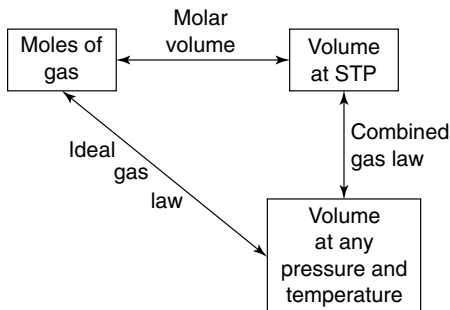 Molar
volume
Moles of
gas
Volume
at STP
Ideal
gas
law
Combined
gas law
Volume
at any
pressure and
temperature